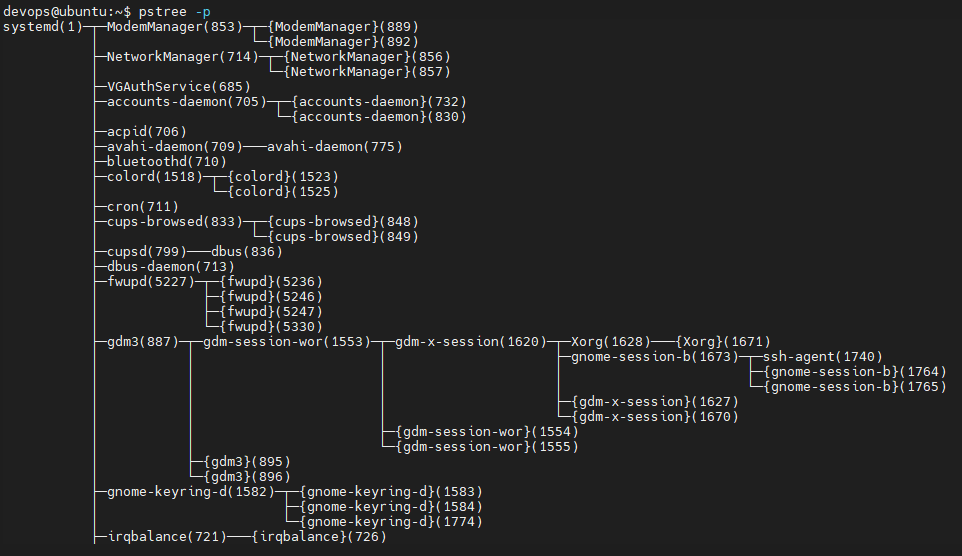 devops@ubuntu:~$ pstree -p
systemd(1)─┬─ModemManager(853)─┬─{ModemManager}(889)
           │                   └─{ModemManager}(892)
           ├─NetworkManager(714)─┬─{NetworkManager}(856)
           │                     └─{NetworkManager}(857)
           ├─VGAuthService(685)
           ├─accounts-daemon(705)─┬─{accounts-daemon}(732)
           │                      └─{accounts-daemon}(830)
           ├─acpid(706)
           ├─avahi-daemon(709)───avahi-daemon(775)
           ├─bluetoothd(710)
           ├─colord(1518)─┬─{colord}(1523)
           │              └─{colord}(1525)
           ├─cron(711)
           ├─cups-browsed(833)─┬─{cups-browsed}(848)
           │                   └─{cups-browsed}(849)
           ├─cupsd(799)───dbus(836)
           ├─dbus-daemon(713)
           ├─fwupd(5227)─┬─{fwupd}(5236)
           │             ├─{fwupd}(5246)
           │             ├─{fwupd}(5247)
           │             └─{fwupd}(5330)
           ├─gdm3(887)─┬─gdm-session-wor(1553)─┬─gdm-x-session(1620)─┬─Xorg(1628)───{Xorg}(1671)
           │           │                       │                     ├─gnome-session-b(1673)─┬─ssh-agent(1740)
           │           │                       │                     │                       ├─{gnome-session-b}(1764)
           │           │                       │                     │                       └─{gnome-session-b}(1765)
           │           │                       │                     ├─{gdm-x-session}(1627)
           │           │                       │                     └─{gdm-x-session}(1670)
           │           │                       ├─{gdm-session-wor}(1554)
           │           │                       └─{gdm-session-wor}(1555)
           │           ├─{gdm3}(895)
           │           └─{gdm3}(896)
           ├─gnome-keyring-d(1582)─┬─{gnome-keyring-d}(1583)
           │                       ├─{gnome-keyring-d}(1584)
           │                       └─{gnome-keyring-d}(1774)
           ├─irqbalance(721)───{irqbalance}(726)